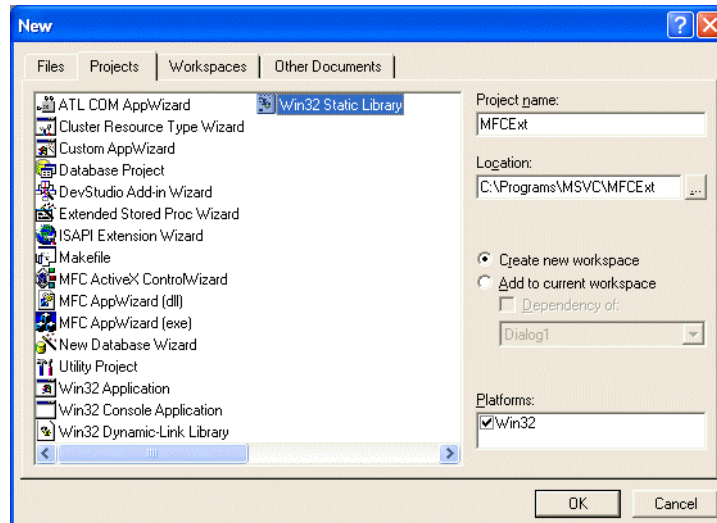 New
Files Projects Workspaces Other Documents
ATL COM AppWizard
Cluster Resource Type Wizard
Custom AppWizard
Database Project
DevStudio Add-in Wizard
Extended Stored Proc Wizard
ISAPI Extension Wizard
Makefile
MFC ActiveX ControlWizard
MFC AppWizard (dll)
MFC AppWizard (exe)
New Database Wizard
Utility Project
Win32 Application
Win32 Console Application
Win32 Dynamic-Link Library
Win32 Static Library
Project name:
MFCExt
Location:
C:\Programs\MSVC\MFCExt
...
Create new workspace
Add to current workspace
Dependency of:
Dialog1
Platforms:
Win32
OK Cancel